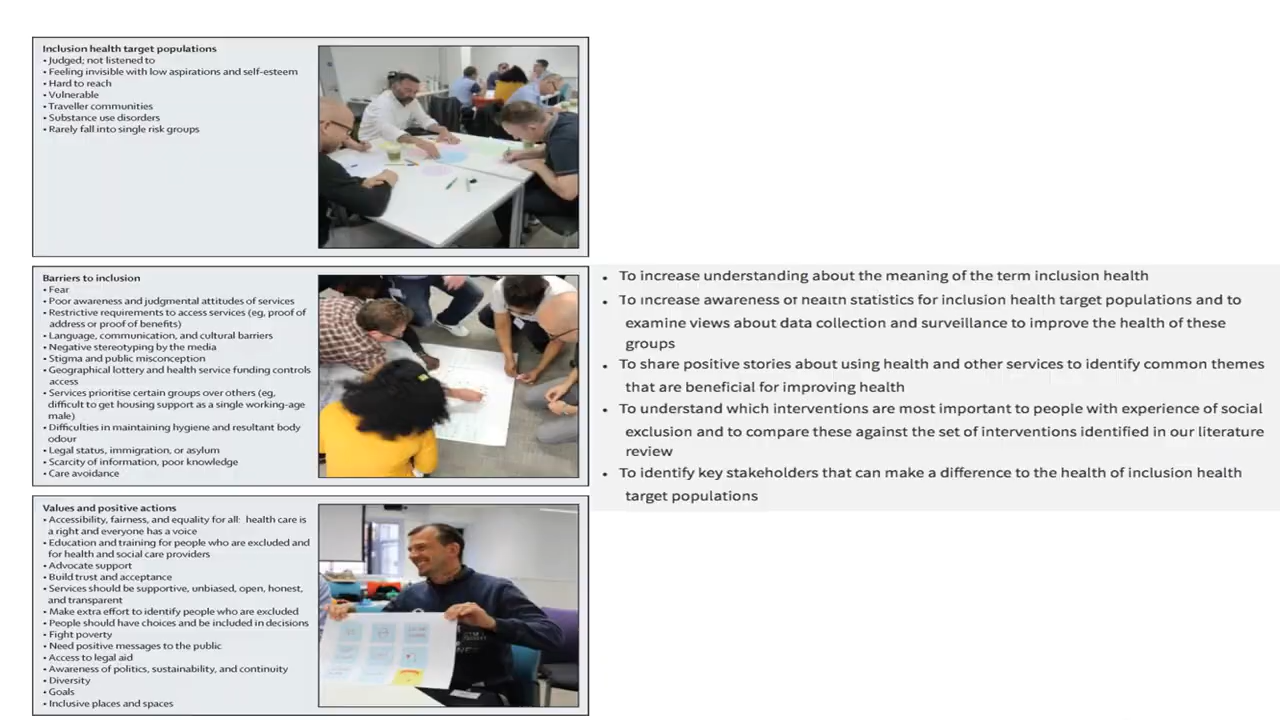 Inclusion health target populations
• Judged; not listened to
• Feeling invisible with low aspirations and self-esteem
• Hard to reach
• Vulnerable
• Traveller communities
• Substance use disorders
• Rarely fall into single risk groups
Barriers to inclusion
• Fear
• Poor awareness and judgmental attitudes of services
• Restrictive requirements to access services (eg, proof of
address or proof of benefits)
• Language, communication, and cultural barriers
• Negative stereotyping by the media
• Stigma and public misconception
• Geographical lottery and health service funding controls
access
• Services prioritise certain groups over others (eg,
difficult to get housing support as a single working-age
male)
• Difficulties in maintaining hygiene and resultant body
odour
• Legal status, immigration, or asylum
• Scarcity of information, poor knowledge
• Care avoidance
Values and positive actions
• Accessibility, fairness, and equality for all: health care is
a right and everyone has a voice
• Education and training for people who are excluded and
for health and social care providers
• Advocate support
• Build trust and acceptance
• Services should be supportive, unbiased, open, honest,
and transparent
• Make extra effort to identify people who are excluded
• People should have choices and be included in decisions
• Fight poverty
• Need positive messages to the public
• Access to legal aid
• Awareness of politics, sustainability, and continuity
• Diversity
• Goals
• Inclusive places and spaces
• To increase understanding about the meaning of the term inclusion health
• To increase awareness of health statistics for inclusion health target populations and to
examine views about data collection and surveillance to improve the health of these
groups
• To share positive stories about using health and other services to identify common themes
that are beneficial for improving health
• To understand which interventions are most important to people with experience of social
exclusion and to compare these against the set of interventions identified in our literature
review
• To identify key stakeholders that can make a difference to the health of inclusion health
target populations